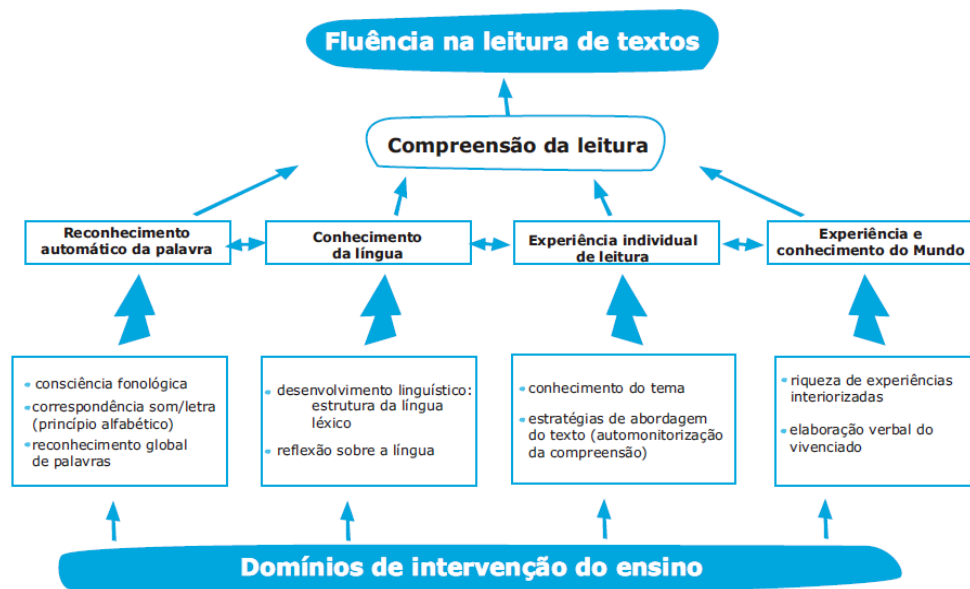 Fluência na leitura de textos
Compreensão da leitura
Reconhecimento
automático da palavra
Conhecimento
da língua
Experiência individual
de leitura
Experiência e
conhecimento do Mundo
consciência fonológica
correspondência som/letra
(princípio alfabético)
reconhecimento global
de palavras
desenvolvimento linguístico:
estrutura da língua
léxico
reflexão sobre a língua
conhecimento do tema
estratégias de abordagem
do texto (automonitorização
da compreensão)
riqueza de experiências
interiorizadas
elaboração verbal do
vivenciado
Domínios de intervenção do ensino